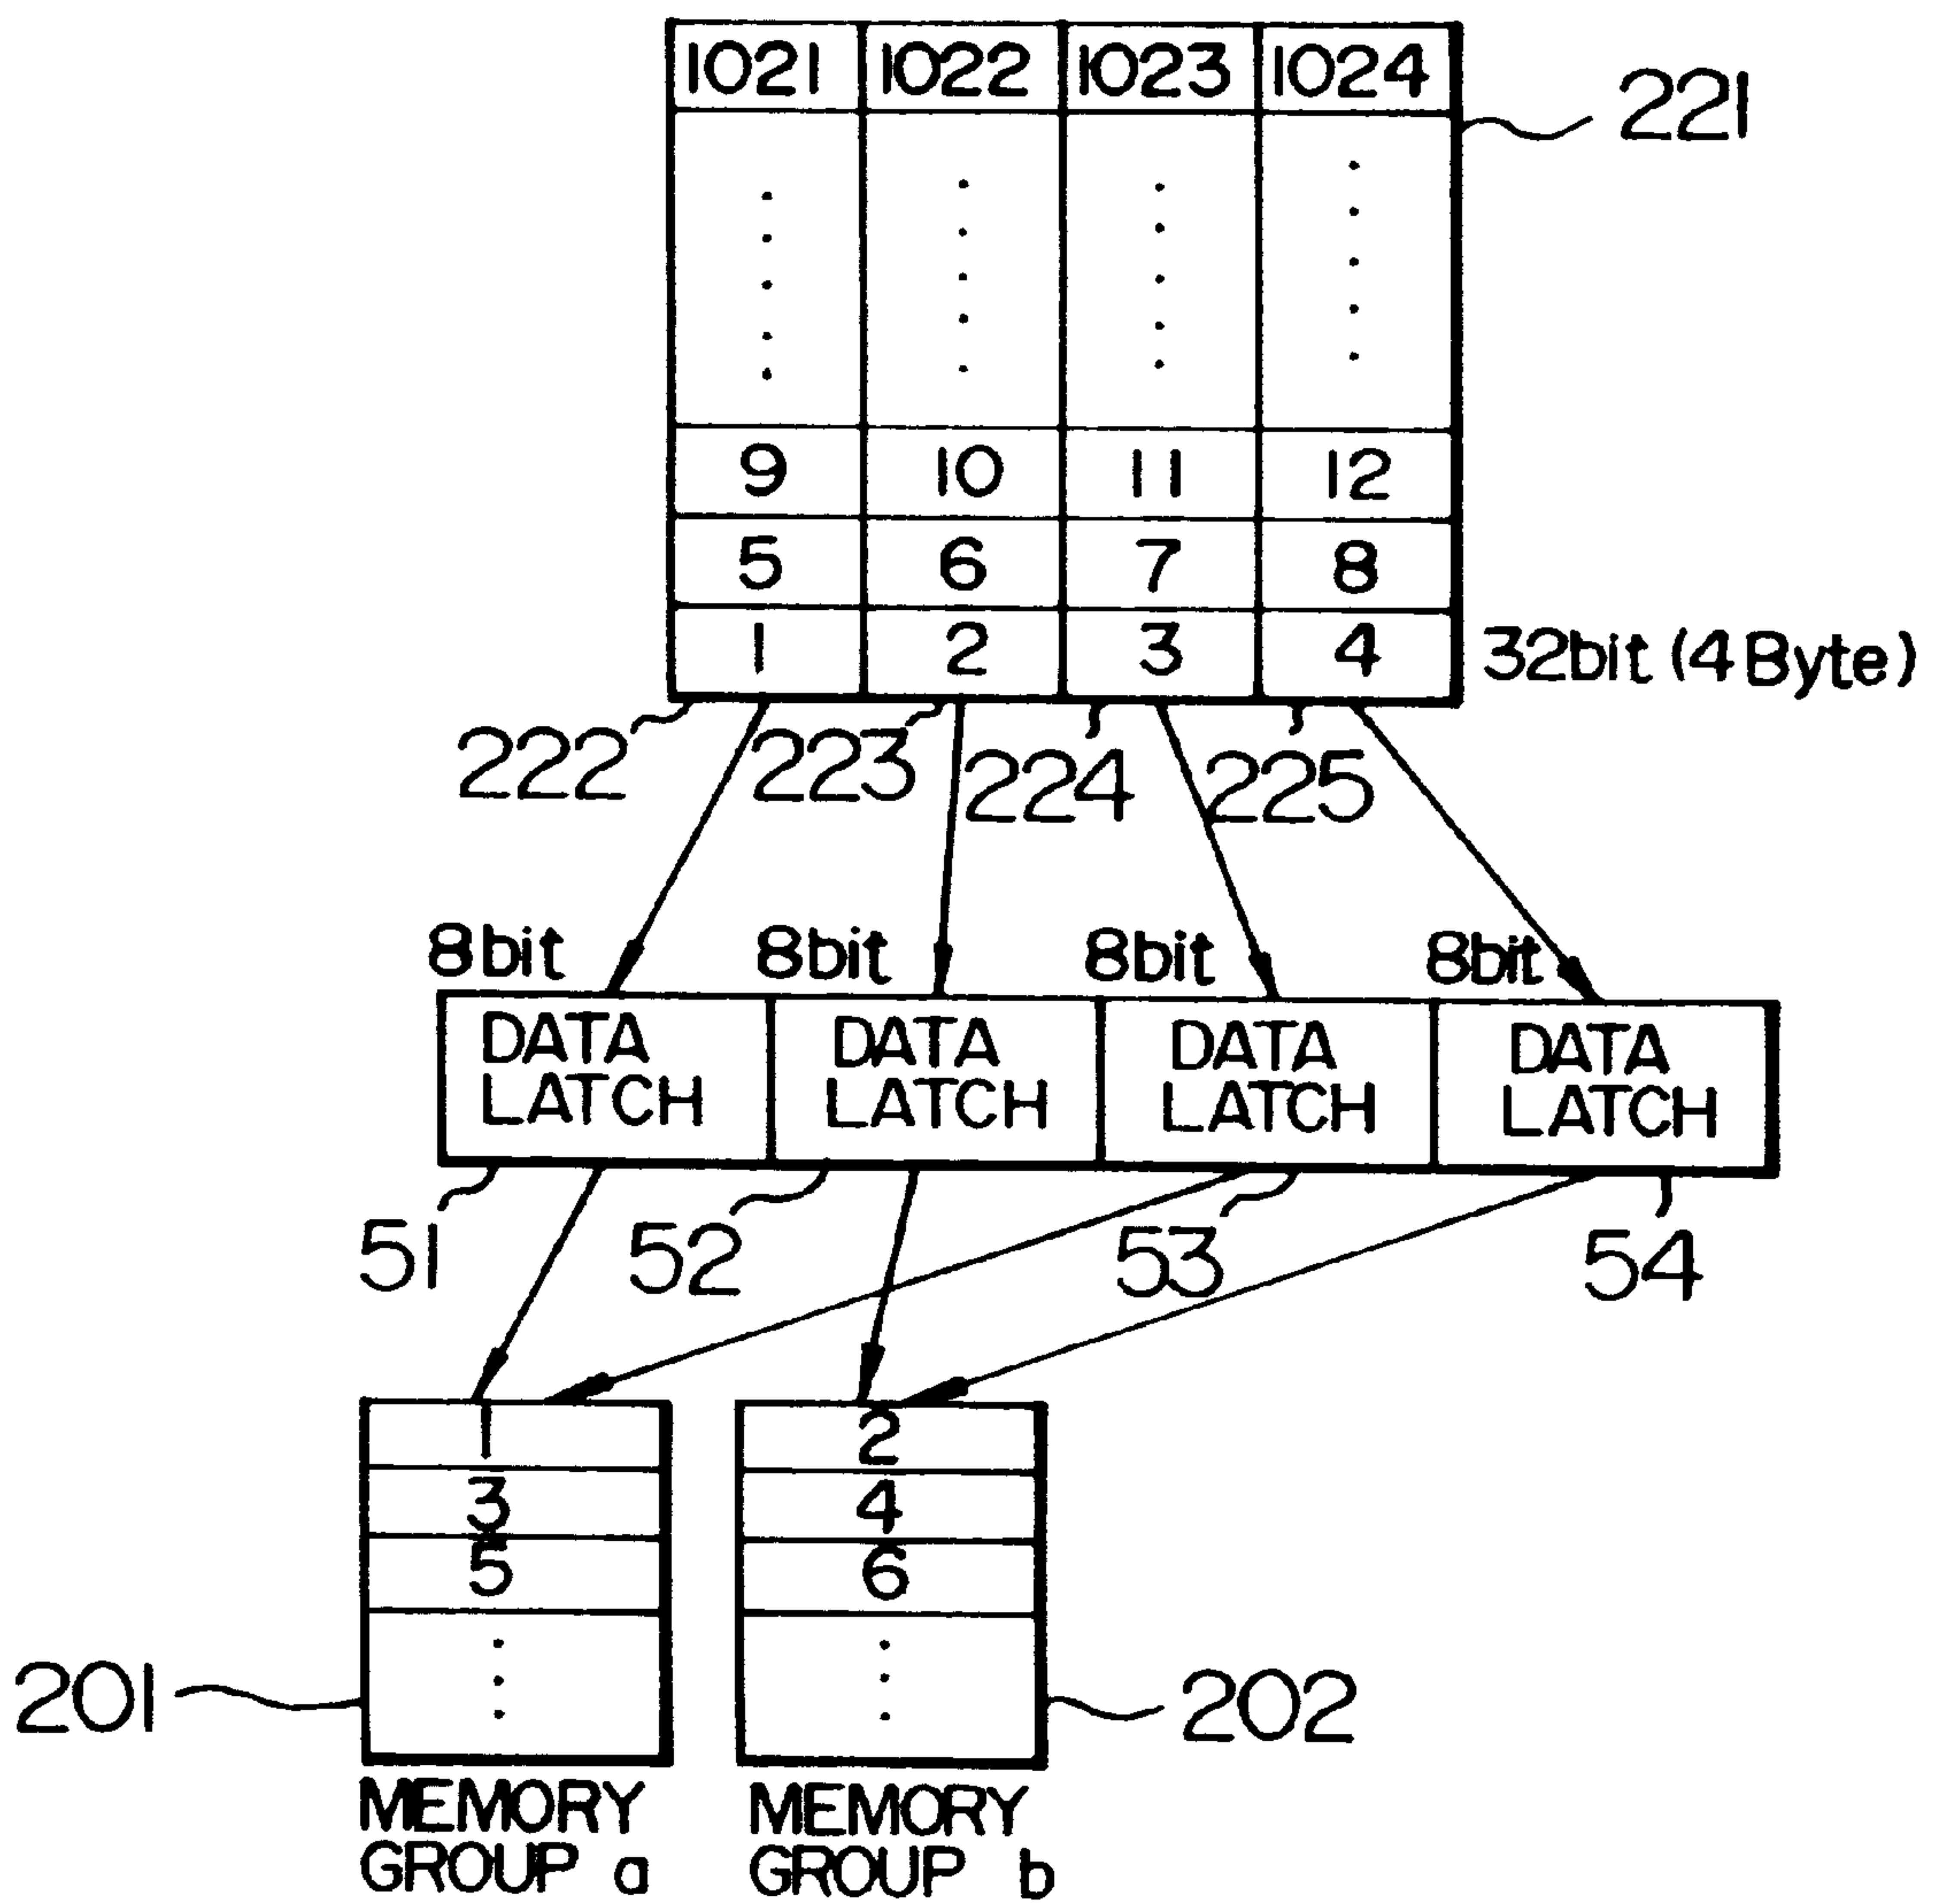 1021 1022 1023 1024
221
9 10 11 12
5 6 7 8
1 2 3 4 32bit (4Byte)
222 223 224 225
8bit 8bit 8bit 8bit
DATA LATCH
DATA LATCH
DATA LATCH
DATA LATCH
51 52 53 54
1 2
3 4
5 6
201 202
MEMORY GROUP a
MEMORY GROUP b